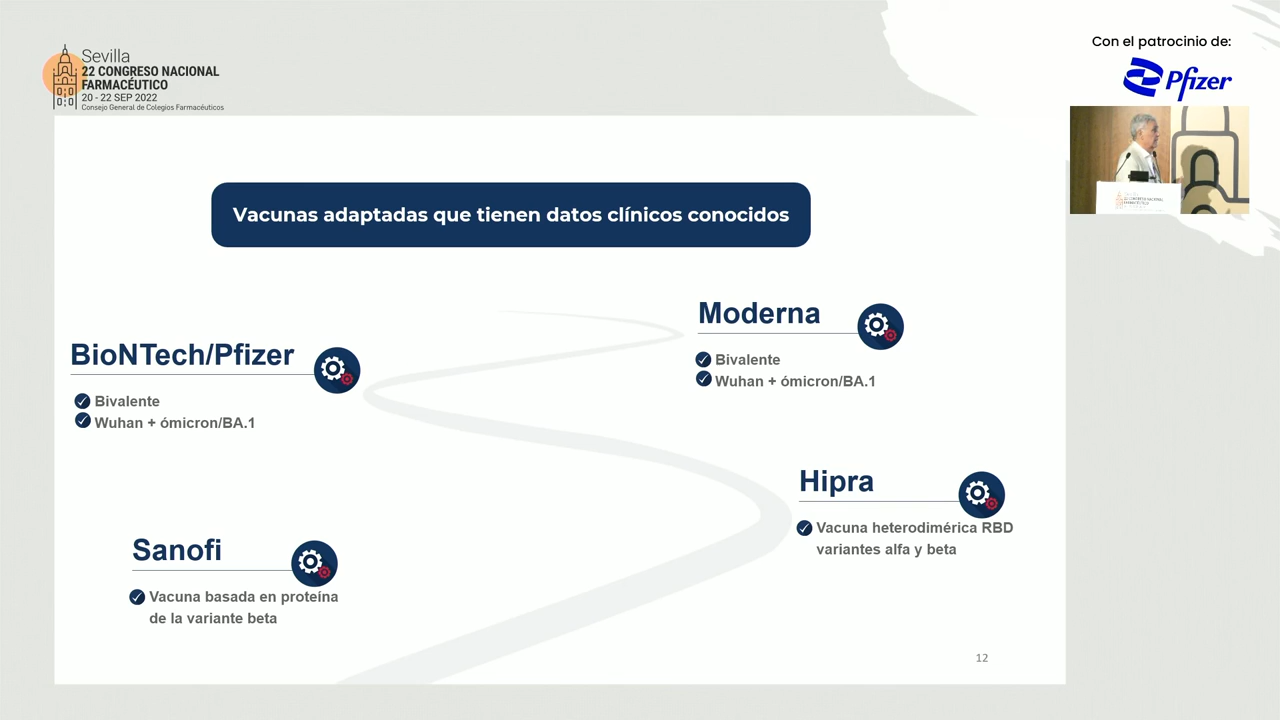 Sevilla
22 CONGRESO NACIONAL
FARMACÉUTICO
20 - 22 SEP 2022
Consejo General de Colegios Farmacéuticos
Con el patrocinio de:
Pfizer
Vacunas adaptadas que tienen datos clínicos conocidos
Moderna
Bivalente
Wuhan + ómicron/BA.1
BioNTech/Pfizer
Bivalente
Wuhan + ómicron/BA.1
Hipra
Vacuna heterodimérica RBD
variantes alfa y beta
Sanofi
Vacuna basada en proteína
de la variante beta
12